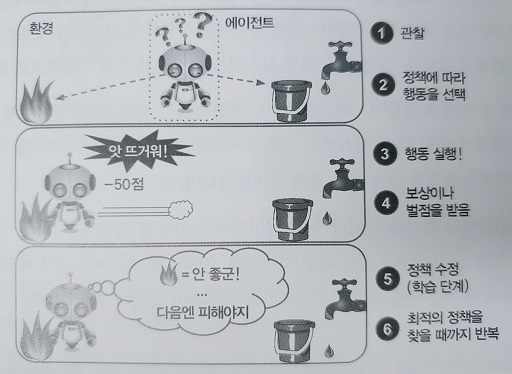 환경
에이전트
? ? ?
1 관찰
2 정책에 따라
행동을 선택
앗 뜨거워!
-50점
3 행동 실행!
4 보상이나
벌점을 받음
= 안 좋군!
...
다음엔 피해야지
5 정책 수정
(학습 단계)
6 최적의 정책을
찾을 때까지 반복